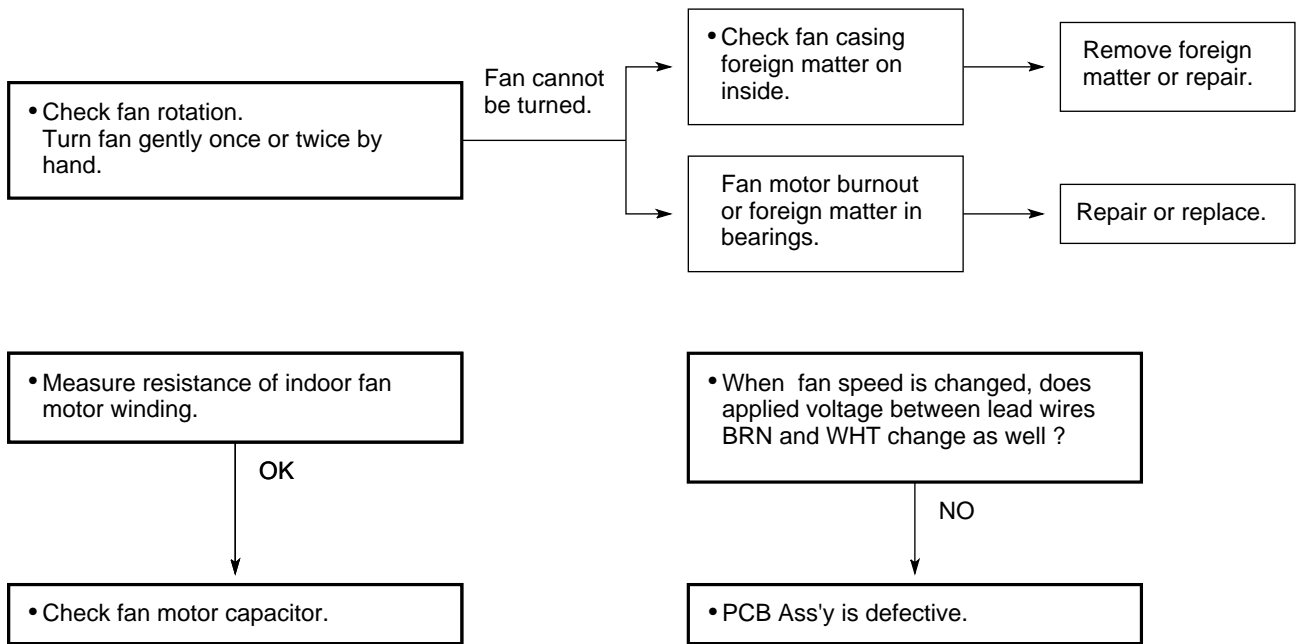 • Check fan rotation.
Turn fan gently once or twice by
hand.
Fan cannot
be turned.
• Check fan casing
foreign matter on
inside.
Remove foreign
matter or repair.
Fan motor burnout
or foreign matter in
bearings.
Repair or replace.
• Measure resistance of indoor fan
motor winding.
OK
• Check fan motor capacitor.
• When fan speed is changed, does
applied voltage between lead wires
BRN and WHT change as well ?
NO
• PCB Ass'y is defective.